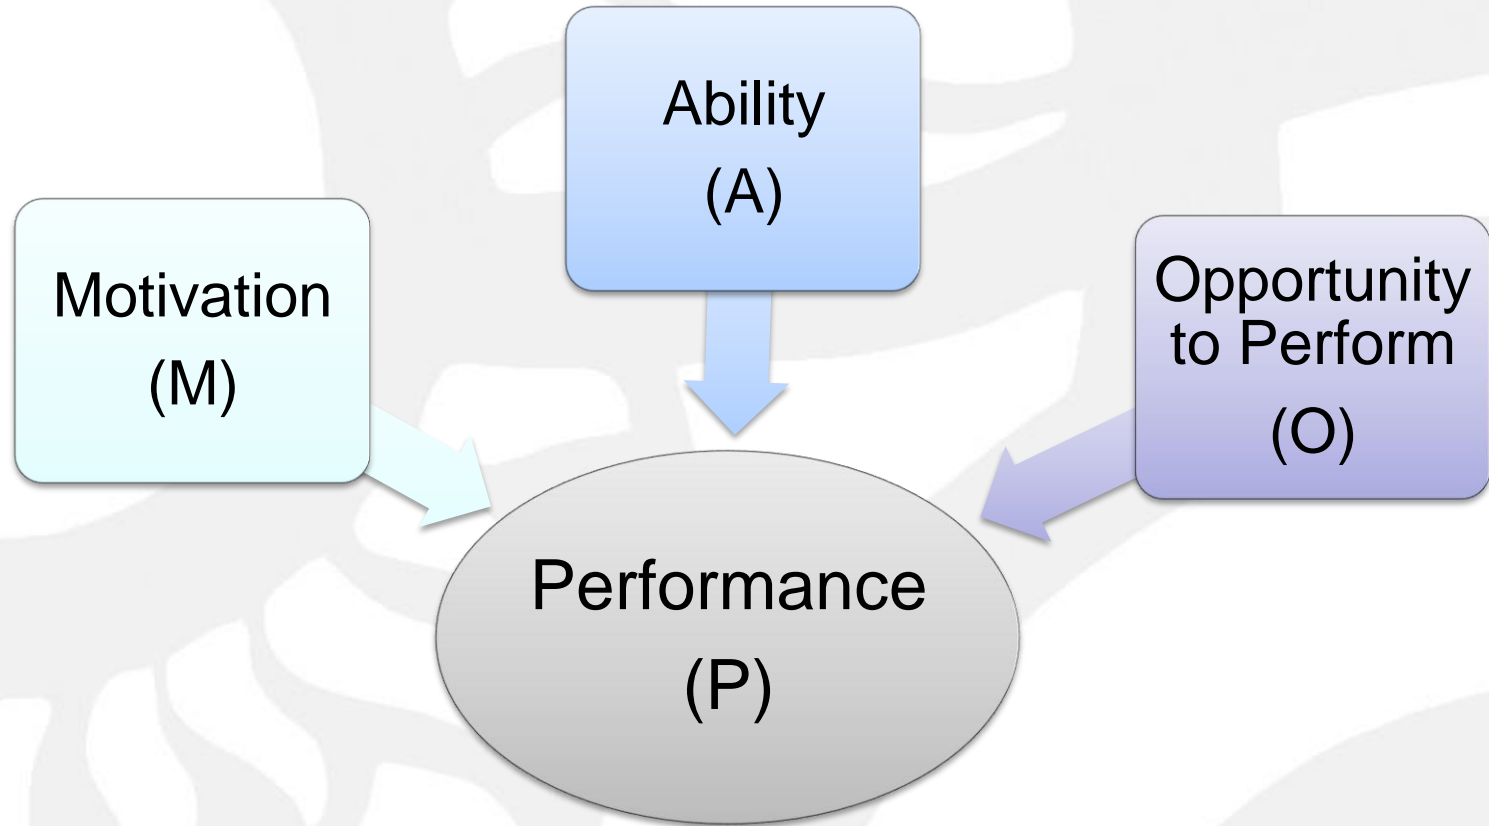 Ability
(A)
Motivation
(M)
Opportunity
to Perform
(O)
Performance
(P)